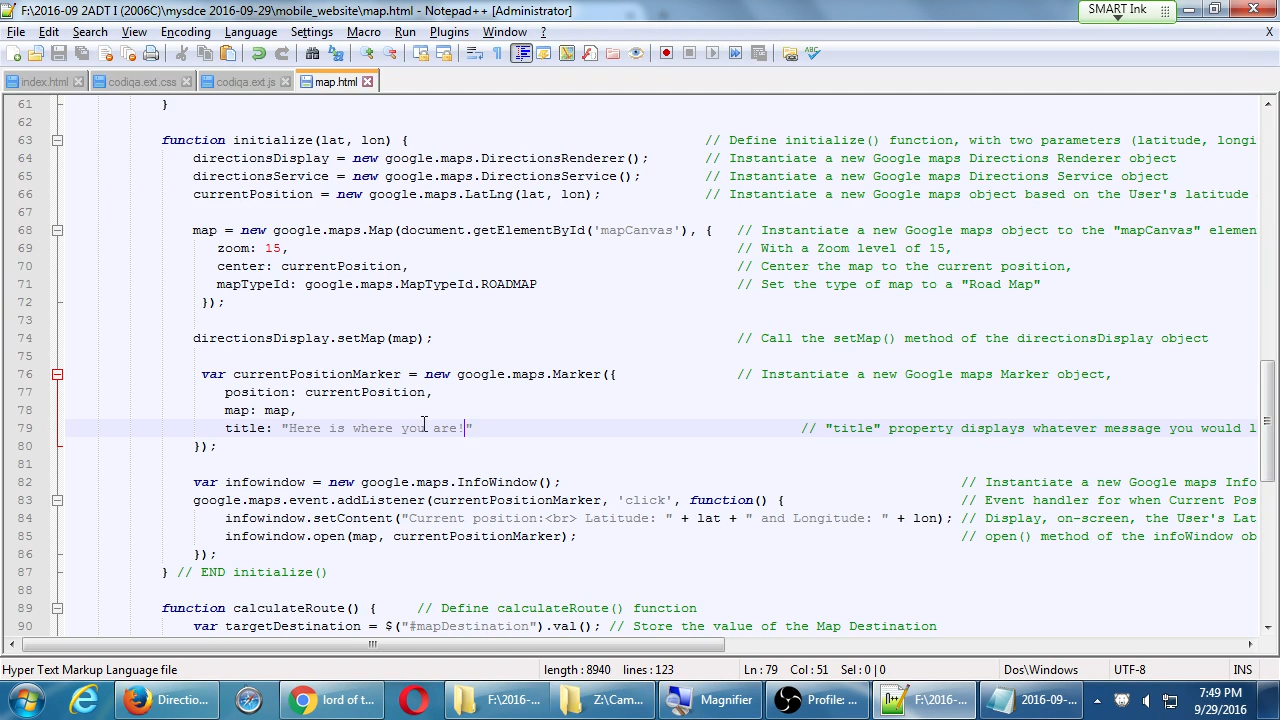 F:\2016-09 2ADT I (2006C)\mysdce 2016-09-29\mobile_website\map.html - Notepad++ [Administrator]
SMART Ink
File Edit Search View Encoding Language Settings Macro Run Plugins Window ? X
index.html codiqa.ext.css codiqa.ext.js map.html
61 }
62
63 function initialize(lat, lon) { // Define initialize() function, with two parameters (latitude, longi
64 directionsDisplay = new google.maps.DirectionsRenderer(); // Instantiate a new Google maps Directions Renderer object
65 directionsService = new google.maps.DirectionsService(); // Instantiate a new Google maps Directions Service object
66 currentPosition = new google.maps.LatLng(lat, lon); // Instantiate a new Google maps object based on the User's latitude
67
68 map = new google.maps.Map(document.getElementById('mapCanvas'), { // Instantiate a new Google maps object to the "mapCanvas" elemen
69 zoom: 15, // With a Zoom level of 15,
70 center: currentPosition, // Center the map to the current position,
71 mapTypeId: google.maps.MapTypeId.ROADMAP // Set the type of map to a "Road Map"
72 });
73
74 directionsDisplay.setMap(map); // Call the setMap() method of the directionsDisplay object
75
76 var currentPositionMarker = new google.maps.Marker({ // Instantiate a new Google maps Marker object,
77 position: currentPosition,
78 map: map,
79 title: "Here is where you are!" // "title" property displays whatever message you would l
80 });
81
82 var infowindow = new google.maps.InfoWindow(); // Instantiate a new Google maps Info
83 google.maps.event.addListener(currentPositionMarker, 'click', function() { // Event handler for when Current Pos
84 infowindow.setContent("Current position:<br> Latitude: " + lat + " and Longitude: " + lon); // Display, on-screen, the User's Lat
85 infowindow.open(map, currentPositionMarker); // open() method of the infoWindow ob
86 });
87 } // END initialize()
88
89 function calculateRoute() { // Define calculateRoute() function
90 var targetDestination = $("#mapDestination").val(); // Store the value of the Map Destination
Hyper Text Markup Language file length : 8940 lines : 123 Ln : 79 Col : 51 Sel : 0 | 0 Dos\Windows UTF-8 INS
Directio... lord of t... F:\2016-... Z:\Cam... Magnifier Profile: ... F:\2016-... 2016-09-... 7:49 PM
9/29/2016